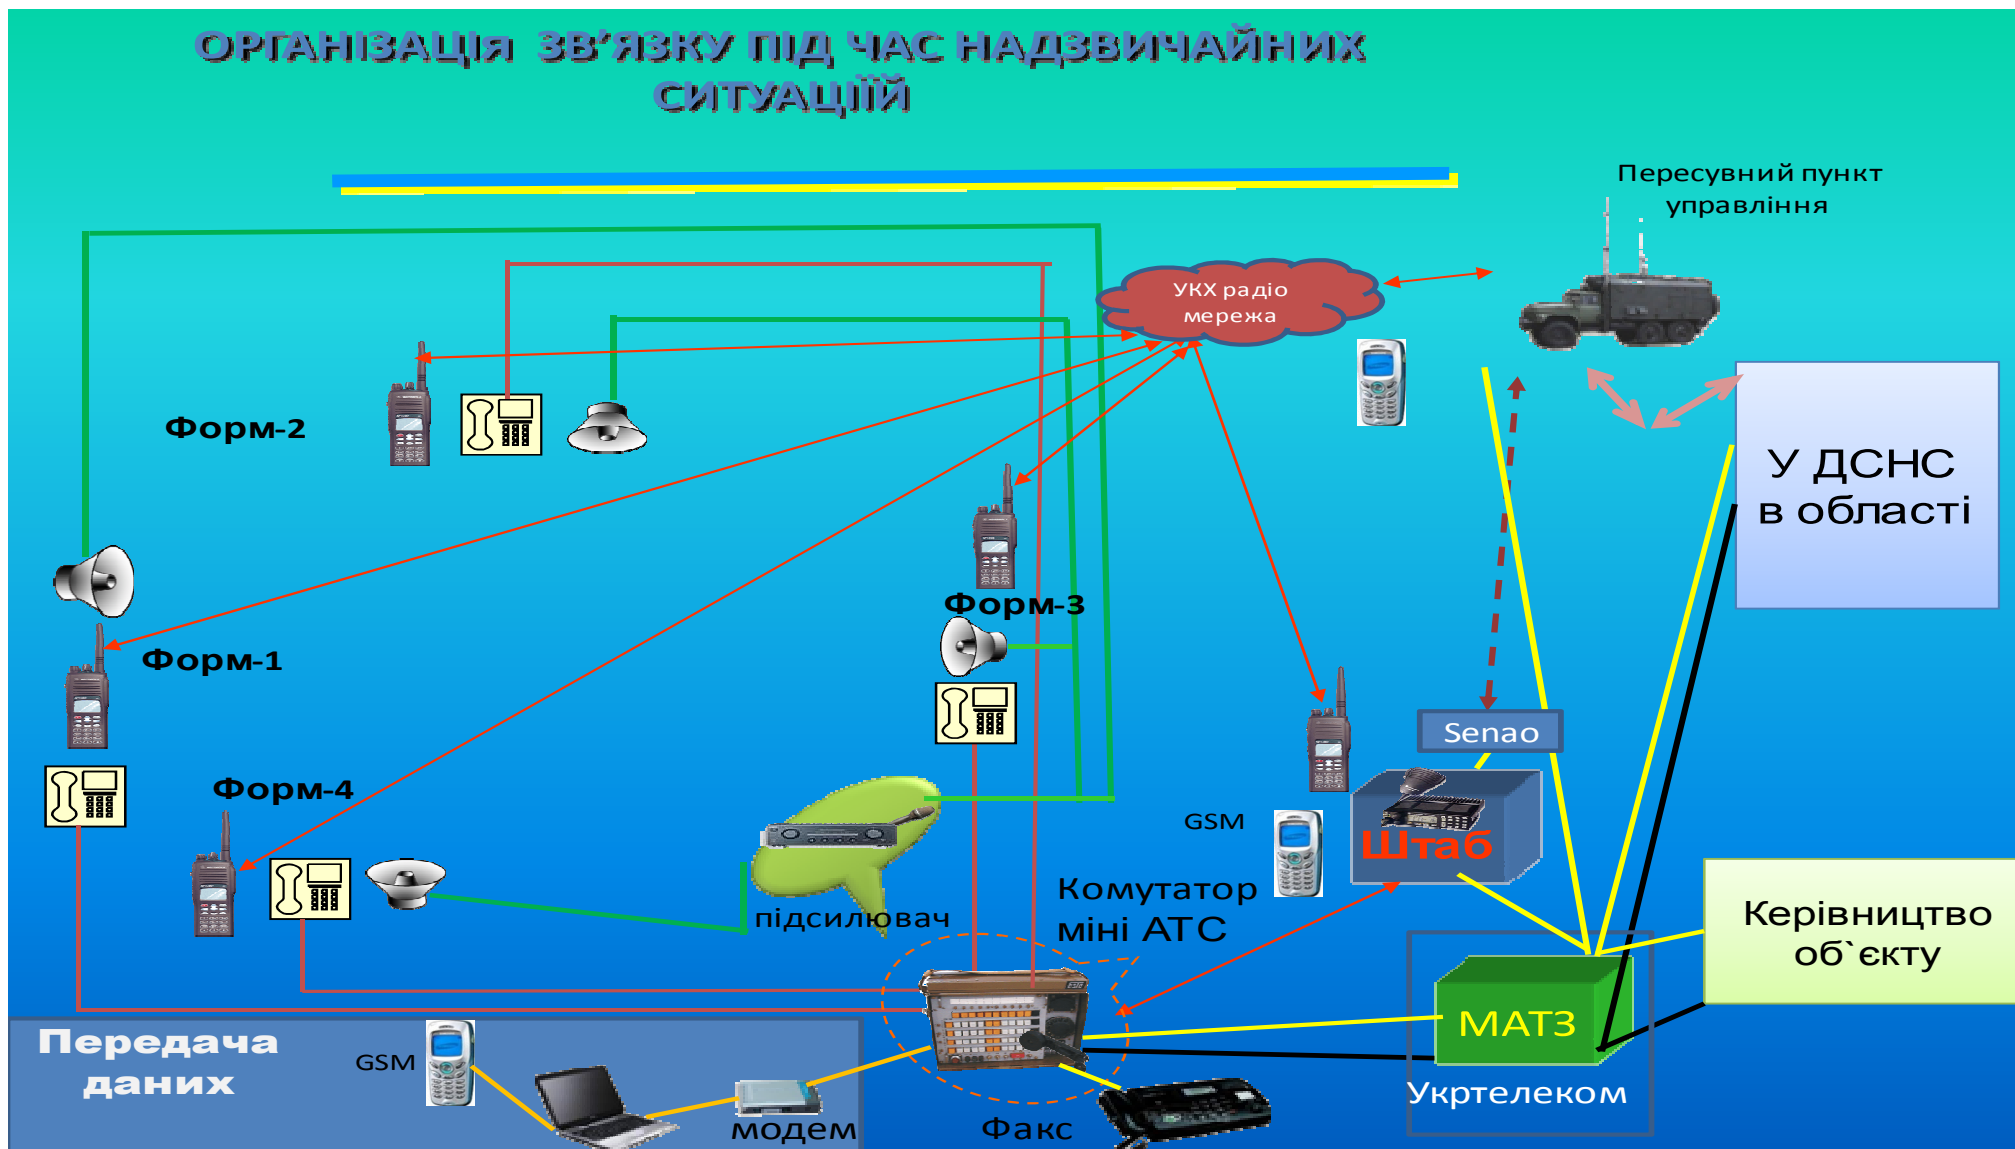 ОРГАНІЗАЦІЯ ЗВ’ЯЗКУ ПІД ЧАС НАДЗВИЧАЙНИХ
СИТУАЦІЇЙ
Пересувний пункт
управління
УКХ радіо
мережа
Форм-2
У ДСНС
в області
Форм-3
Форм-1
Senao
Форм-4
GSM
Штаб
підсилювач
Комутатор
міні АТС
Керівництво
об`єкту
МАТЗ
Передача
даних
GSM
Укртелеком
модем
Факс